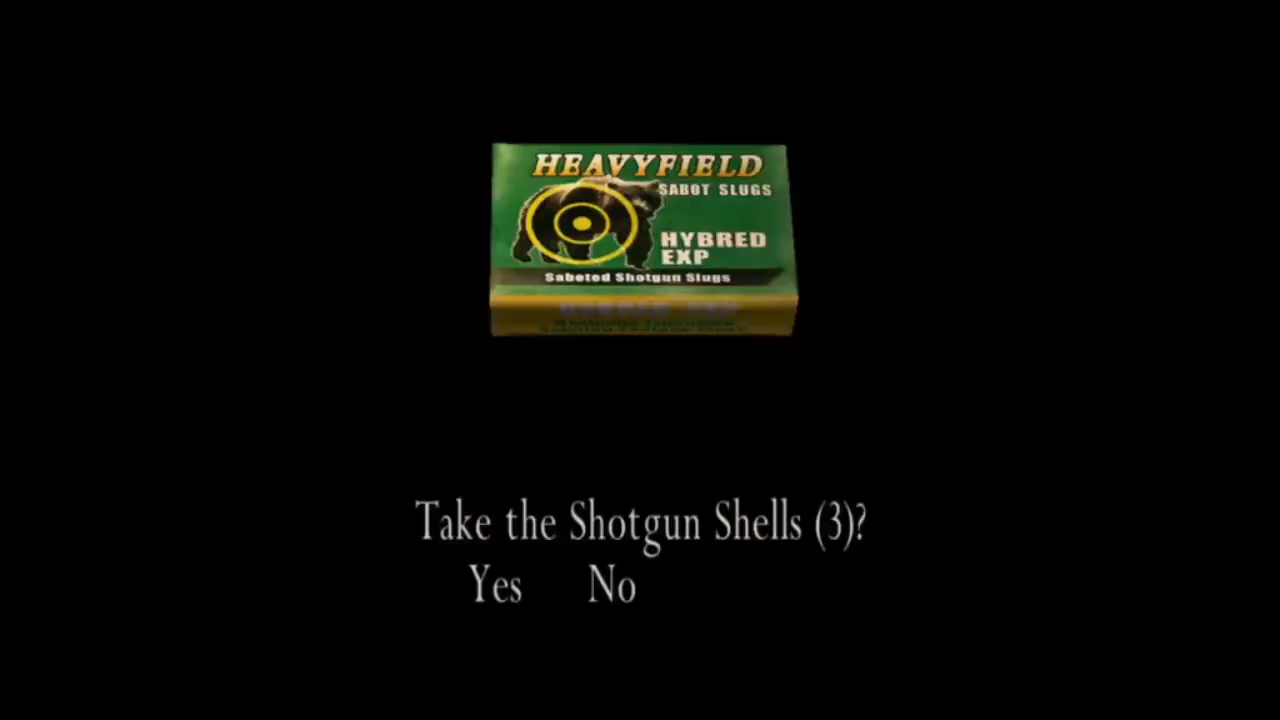 HEAVYFIELD
SABOT SLUGS
HYBRED
EXP
Saboted Shotgun Slugs
Take the Shotgun Shells (3)?
Yes No